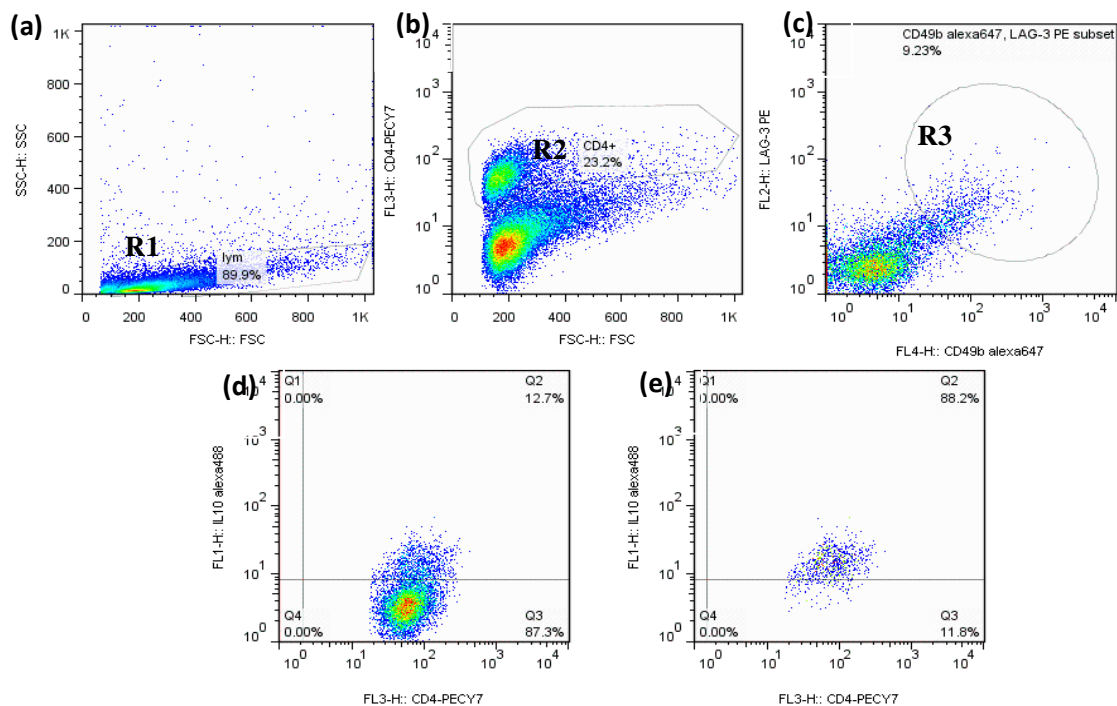 (a)
1K
800
600
400
200
0
SSC-H:: SSC
R1
lym
89.9%
0 200 400 600 800 1K
FSC-H:: FSC
(b)
10^4
10^3
10^2
10^1
10^0
FL3-H:: CD4-PECY7
R2
CD4+
23.2%
0 200 400 600 800 1K
FSC-H:: FSC
(c)
CD49b alexa647, LAG-3 PE subset
9.23%
10^4
10^3
10^2
10^1
10^0
FL2-H:: LAG-3 PE
R3
10^0 10^1 10^2 10^3 10^4
FL4-H:: CD49b alexa647
(d)
Q1
0.00%
Q2
12.7%
10^4
10^3
10^2
10^1
10^0
FL1-H:: IL10 alexa488
Q4
0.00%
Q3
87.3%
10^0 10^1 10^2 10^3 10^4
FL3-H:: CD4-PECY7
(e)
Q1
0.00%
Q2
88.2%
10^4
10^3
10^2
10^1
10^0
FL1-H:: IL10 alexa488
Q4
0.00%
Q3
11.8%
10^0 10^1 10^2 10^3 10^4
FL3-H:: CD4-PECY7